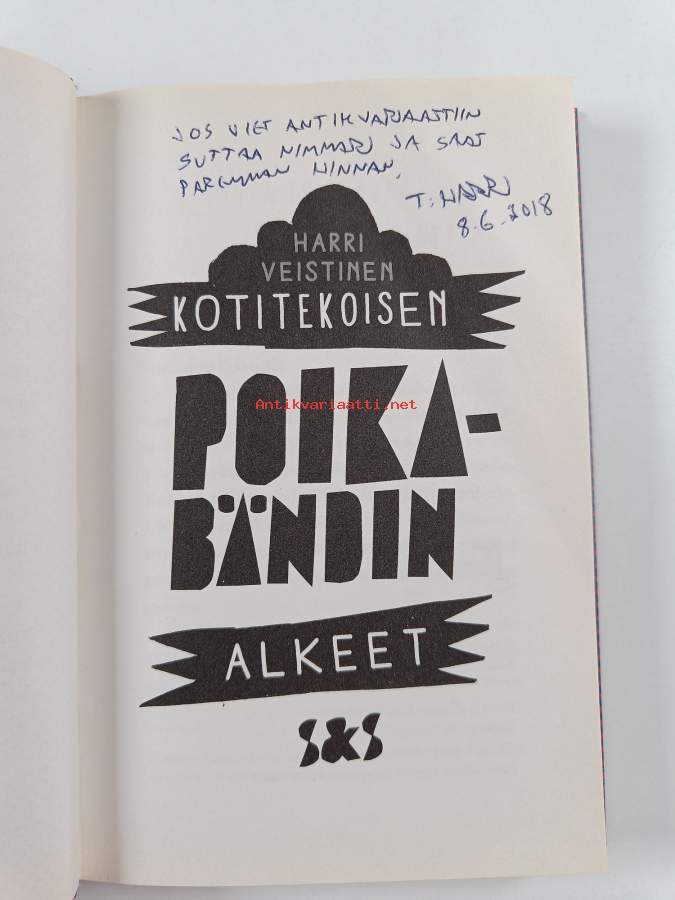 JOS VIET ANTIKVARIAATTIIN
SUTTAA NIMMARI JA SAAT
PAREMMAN HINNAN,
T: HARRI
8.6.2018
HARRI
VEISTINEN
KOTITEKOISEN
POIKA-
Antikvariaatti.net
BÄNDIN
ALKEET
S&S